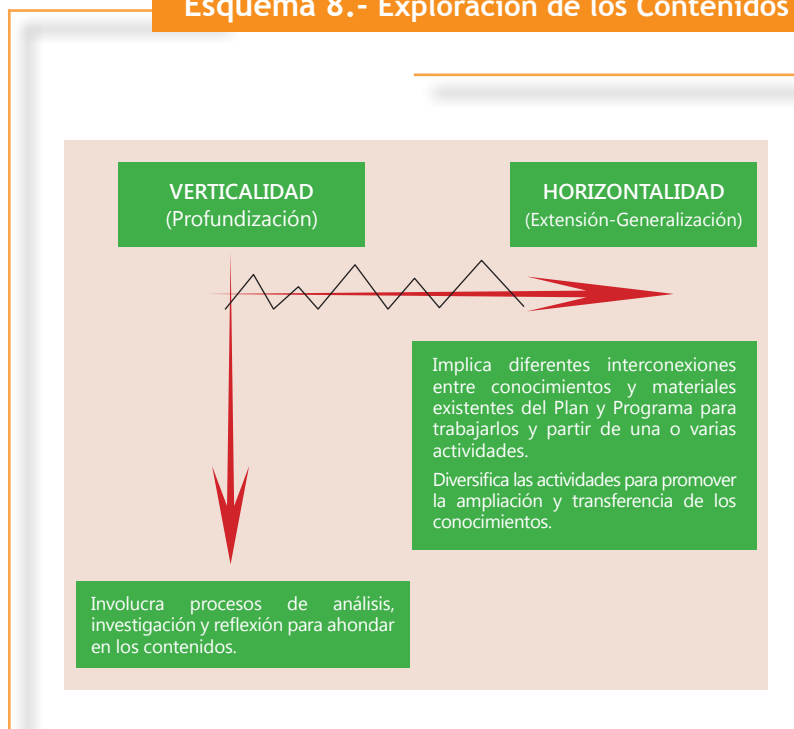 Esquema 8.- Exploración de los Contenidos
VERTICALIDAD
(Profundización)
HORIZONTALIDAD
(Extensión-Generalización)
Implica diferentes interconexiones
entre conocimientos y materiales
existentes del Plan y Programa para
trabajarlos y partir de una o varias
actividades.
Diversifica las actividades para promover
la ampliación y transferencia de los
conocimientos.
Involucra procesos de análisis,
investigación y reflexión para ahondar
en los contenidos.